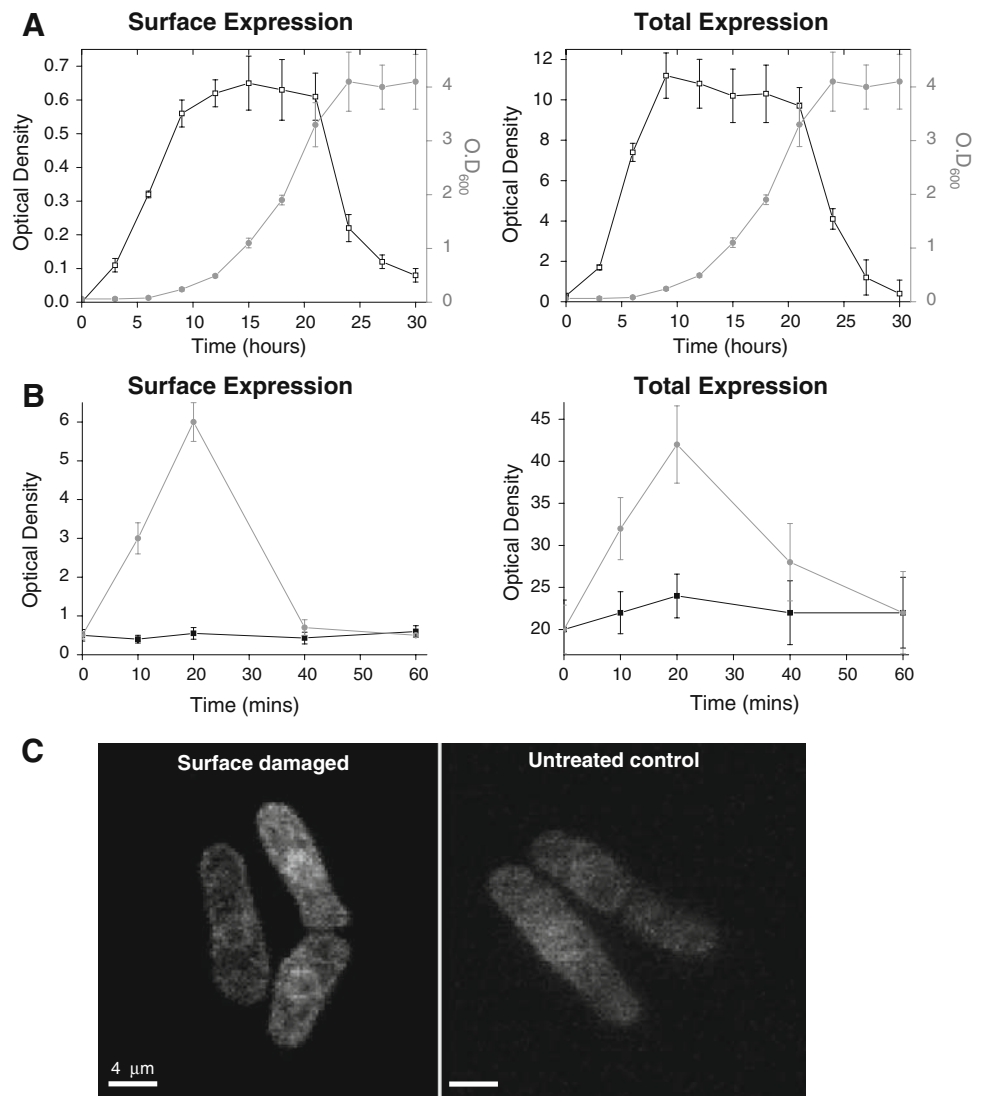 A
Surface Expression
Total Expression
0.7
0.6
0.5
0.4
0.3
0.2
0.1
0.0
Optical Density
4
3
2
1
0
O.D600
0 5 10 15 20 25 30
Time (hours)
12
10
8
6
4
2
0
Optical Density
4
3
2
1
0
O.D600
0 5 10 15 20 25 30
Time (hours)
B
Surface Expression
Total Expression
6
5
4
3
2
1
0
Optical Density
0 10 20 30 40 50 60
Time (mins)
45
40
35
30
25
20
Optical Density
0 10 20 30 40 50 60
Time (mins)
C
Surface damaged
Untreated control
4 μm